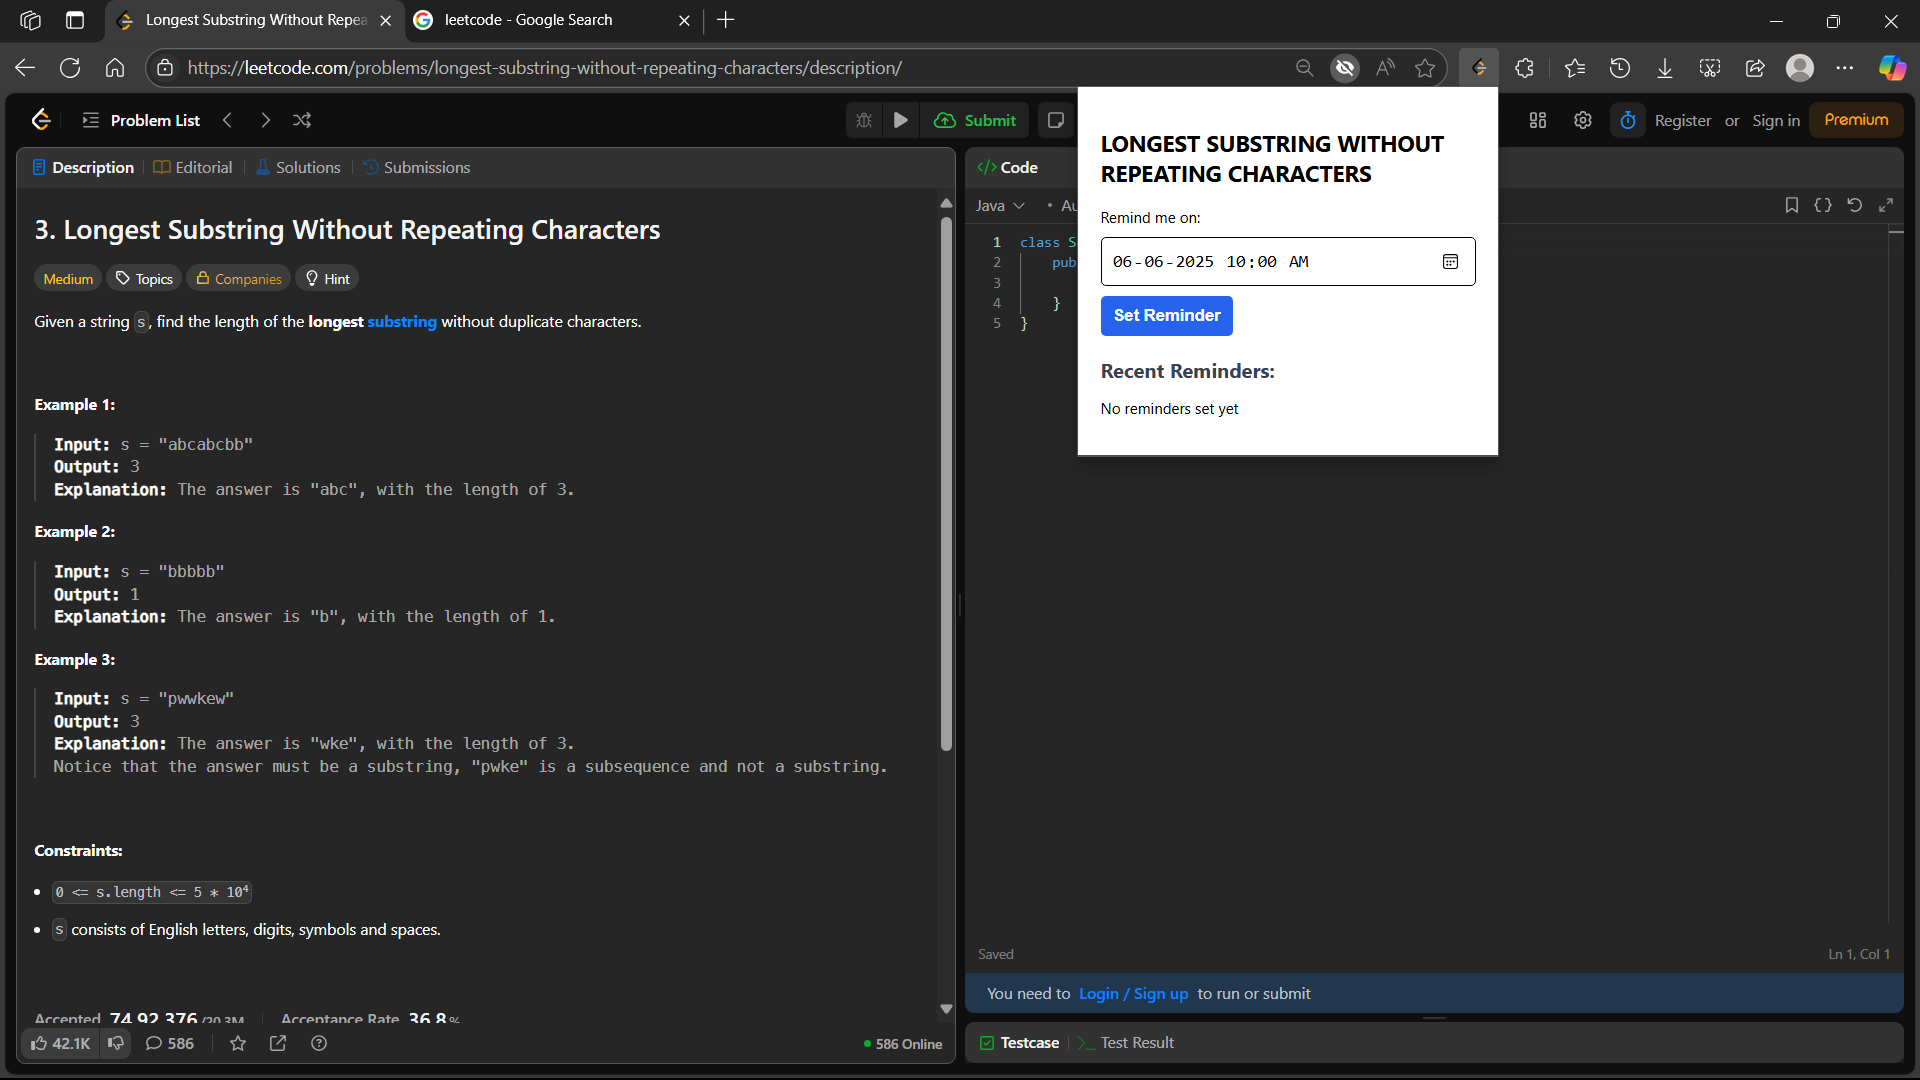 Longest Substring Without Repea
leetcode - Google Search
https://leetcode.com/problems/longest-substring-without-repeating-characters/description/
Problem List
Submit
Register or Sign in
Premium
Description
Editorial
Solutions
Submissions
3. Longest Substring Without Repeating Characters
Medium
Topics
Companies
Hint
Given a string s, find the length of the longest substring without duplicate characters.
Example 1:
Input: s = "abcabcbb"
Output: 3
Explanation: The answer is "abc", with the length of 3.
Example 2:
Input: s = "bbbbb"
Output: 1
Explanation: The answer is "b", with the length of 1.
Example 3:
Input: s = "pwwkew"
Output: 3
Explanation: The answer is "wke", with the length of 3.
Notice that the answer must be a substring, "pwke" is a subsequence and not a substring.
Constraints:
• 0 <= s.length <= 5 * 10⁴
• s consists of English letters, digits, symbols and spaces.
Accepted 74,92,376 /20.3M
Acceptance Rate 36.8 %
42.1K
586
586 Online
</> Code
Java
• Au
1 class S
2 pub
3
4 }
5 }
LONGEST SUBSTRING WITHOUT
REPEATING CHARACTERS
Remind me on:
06-06-2025 10:00 AM
Set Reminder
Recent Reminders:
No reminders set yet
Saved
Ln 1, Col 1
You need to Login / Sign up to run or submit
Testcase
Test Result